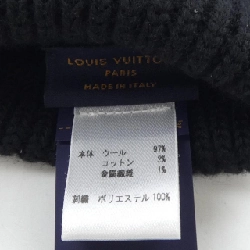 LOUIS VUITTON
PARIS
MADE IN ITALY
本体 ウール 97%
コットン 2%
金属繊維 1%
刺繍 ポリエステル 100%